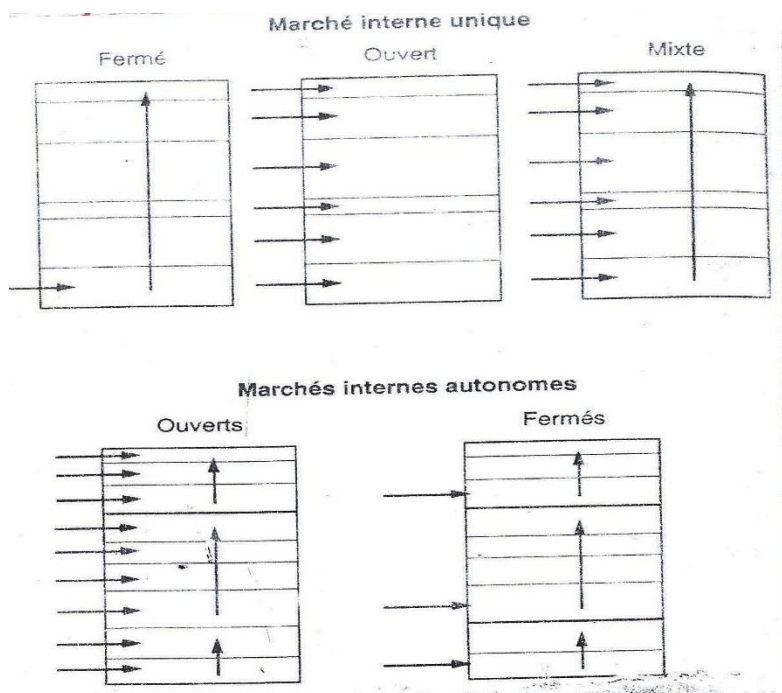 Marché interne unique
Fermé
Ouvert
Mixte
Marchés internes autonomes
Ouverts
Fermés